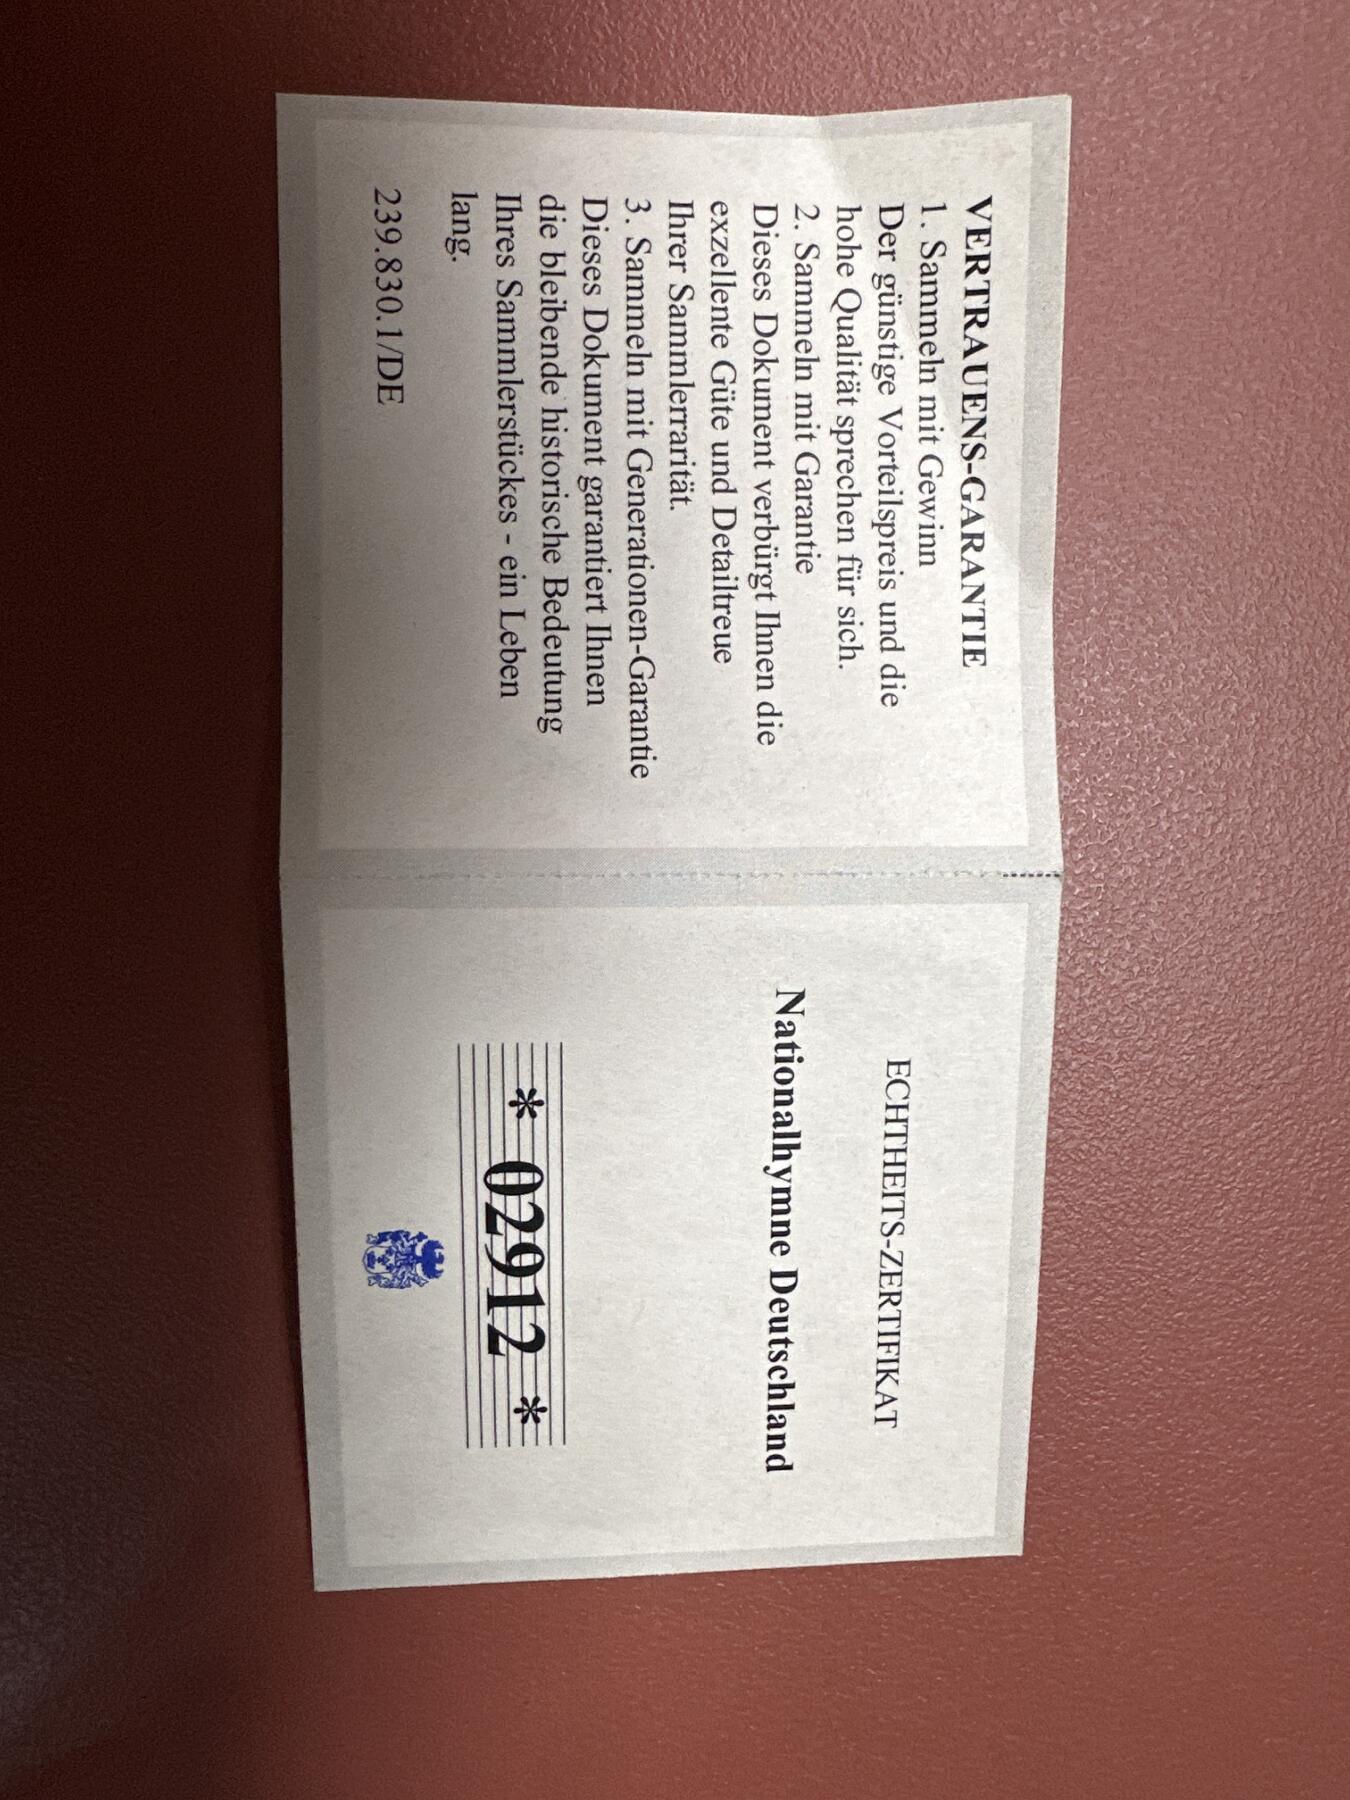 VERTRAUENS-GARANTIE
1. Sammeln mit Gewinn
Der günstige Vorteilspreis und die
hohe Qualität sprechen für sich.
2. Sammeln mit Garantie
Dieses Dokument verbürgt Ihnen die
exzellente Güte und Detailtreue
Ihrer Sammlerrarität.
3. Sammeln mit Generationen-Garantie
Dieses Dokument garantiert Ihnen
die bleibende historische Bedeutung
Ihres Sammlerstückes - ein Leben
lang.
239.830.1/DE
ECHTHEITS-ZERTIFIKAT
Nationalhymne Deutschland
* 02912 *